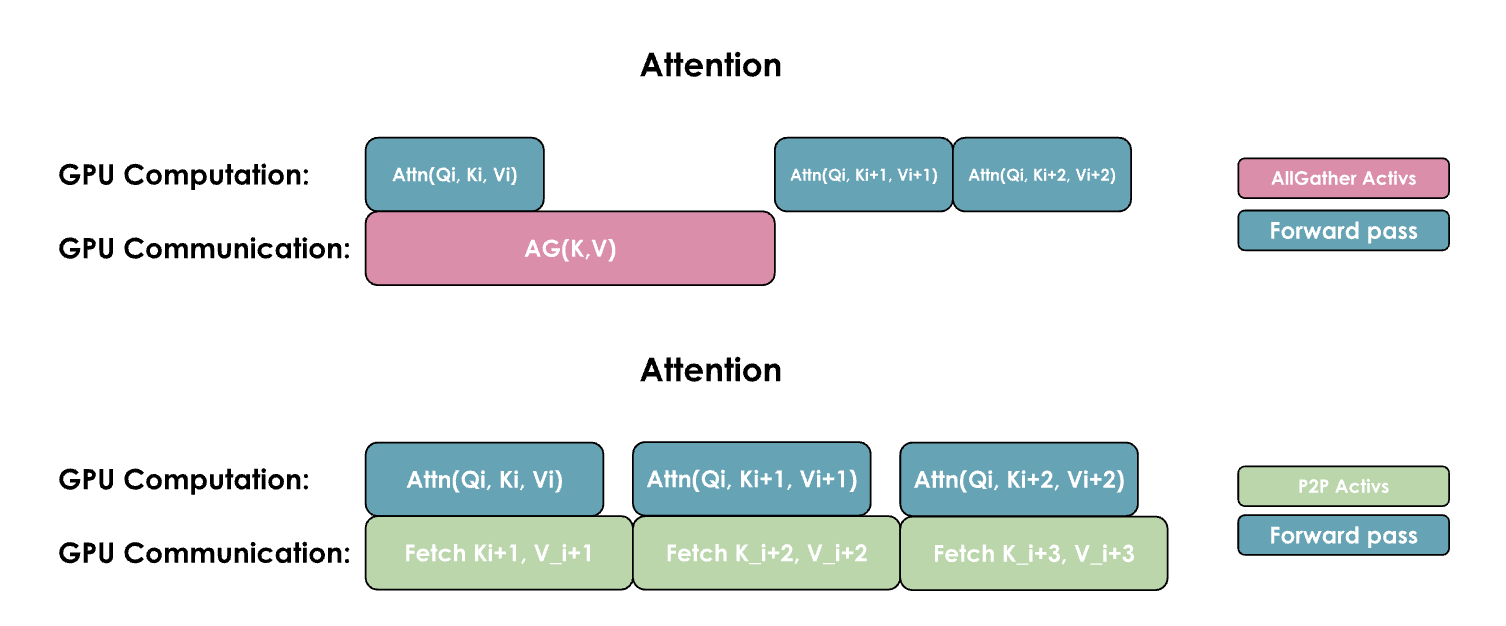 Attention
GPU Computation:
Attn(Qi, Ki, Vi)
Attn(Qi, Ki+1, Vi+1)
Attn(Qi, Ki+2, Vi+2)
AllGather Activs
Forward pass
GPU Communication:
AG(K,V)
Attention
GPU Computation:
Attn(Qi, Ki, Vi)
Attn(Qi, Ki+1, Vi+1)
Attn(Qi, Ki+2, Vi+2)
P2P Activs
Forward pass
GPU Communication:
Fetch Ki+1, V_i+1
Fetch K_i+2, V_i+2
Fetch K_i+3, V_i+3